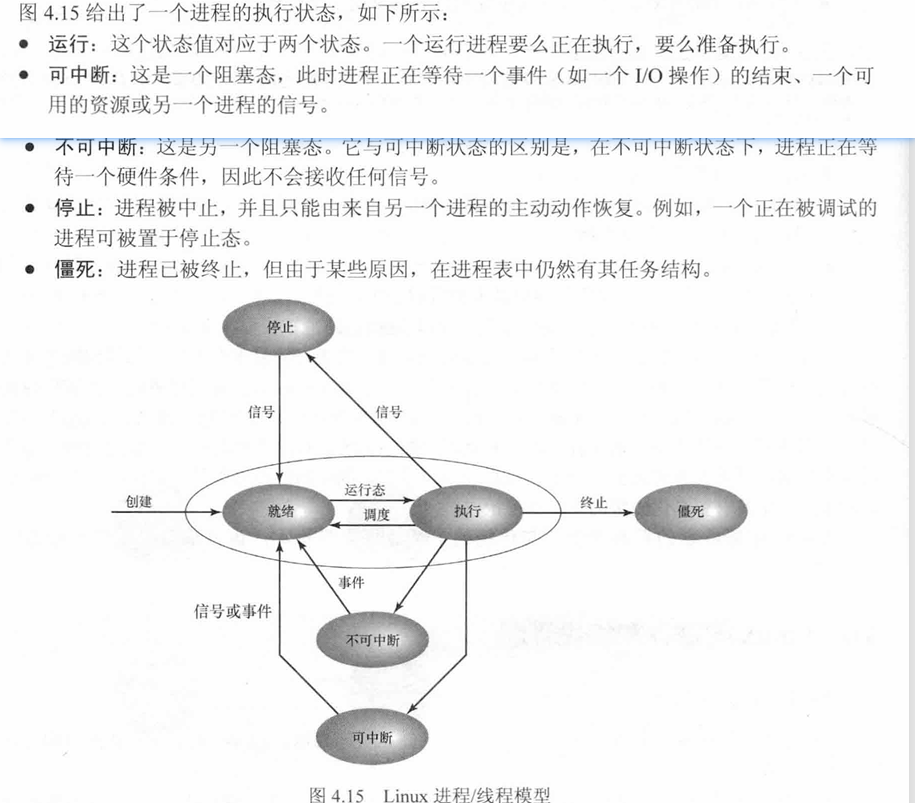 图 4.15 给出了一个进程的执行状态，如下所示：
● 运行：这个状态值对应于两个状态。一个运行进程要么正在执行，要么准备执行。
● 可中断：这是一个阻塞态，此时进程正在等待一个事件（如一个 I/O 操作）的结束、一个可
用的资源或另一个进程的信号。
● 不可中断：这是另一个阻塞态。它与可中断状态的区别是，在不可中断状态下，进程正在等
待一个硬件条件，因此不会接收任何信号。
● 停止：进程被中止，并且只能由来自另一个进程的主动动作恢复。例如，一个正在被调试的
进程可被置于停止态。
● 僵死：进程已被终止，但由于某些原因，在进程表中仍然有其任务结构。
停止
信号
信号
创建
就绪
运行态
调度
执行
终止
僵死
事件
信号或事件
不可中断
可中断
图 4.15 Linux 进程/线程模型